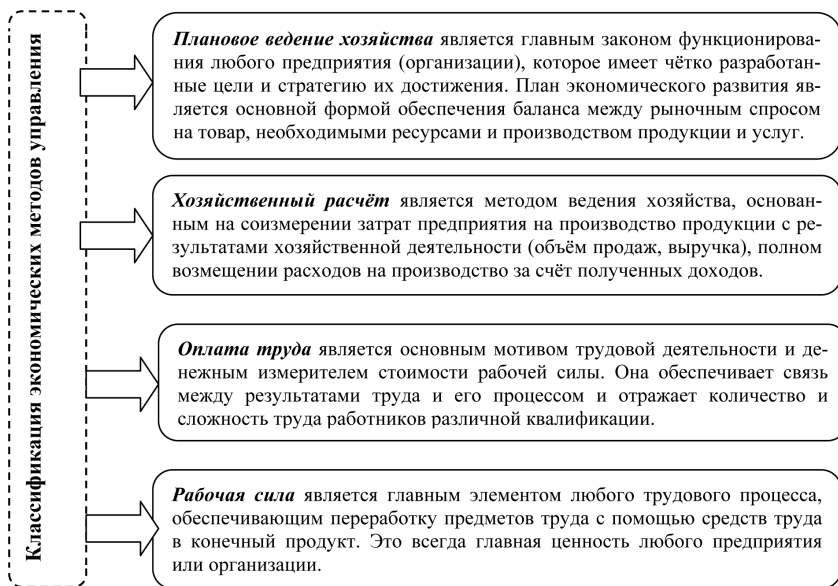 Классификация экономических методов управления
Плановое ведение хозяйства является главным законом функционирова-
ния любого предприятия (организации), которое имеет чётко разработан-
ные цели и стратегию их достижения. План экономического развития яв-
ляется основной формой обеспечения баланса между рыночным спросом
на товар, необходимыми ресурсами и производством продукции и услуг.
Хозяйственный расчёт является методом ведения хозяйства, основан-
ным на соизмерении затрат предприятия на производство продукции с ре-
зультатами хозяйственной деятельности (объём продаж, выручка), полном
возмещении расходов на производство за счёт полученных доходов.
Оплата труда является основным мотивом трудовой деятельности и де-
нежным измерителем стоимости рабочей силы. Она обеспечивает связь
между результатами труда и его процессом и отражает количество и
сложность труда работников различной квалификации.
Рабочая сила является главным элементом любого трудового процесса,
обеспечивающим переработку предметов труда с помощью средств труда
в конечный продукт. Это всегда главная ценность любого предприятия
или организации.